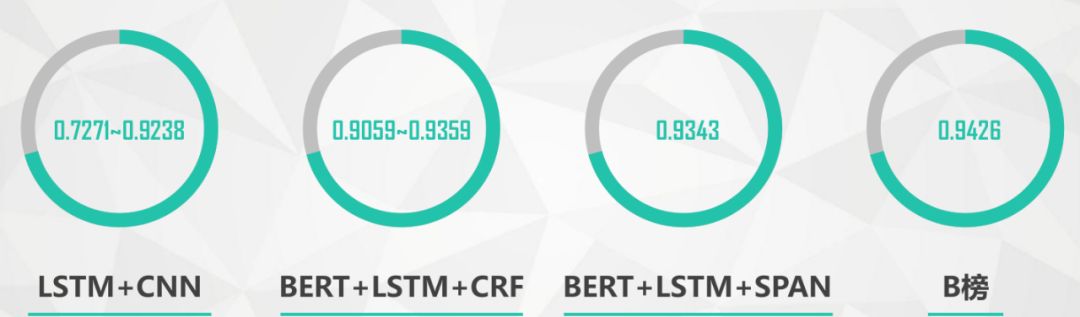 0.7271~0.9238
0.9059~0.9359
0.9343
0.9426
LSTM+CNN
BERT+LSTM+CRF
BERT+LSTM+SPAN
B榜